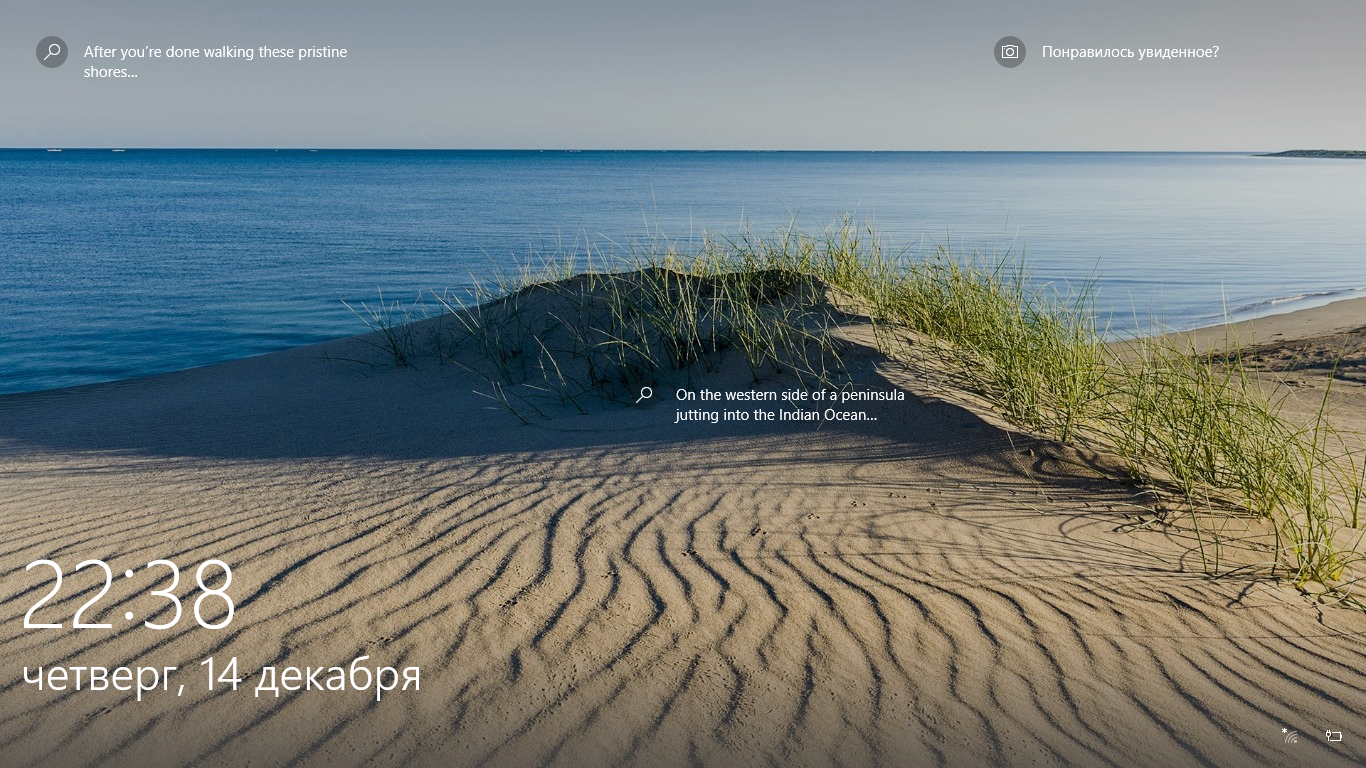 After you're done walking these pristine
shores...
Понравилось увиденное?
On the western side of a peninsula
jutting into the Indian Ocean...
22:38
четверг, 14 декабря